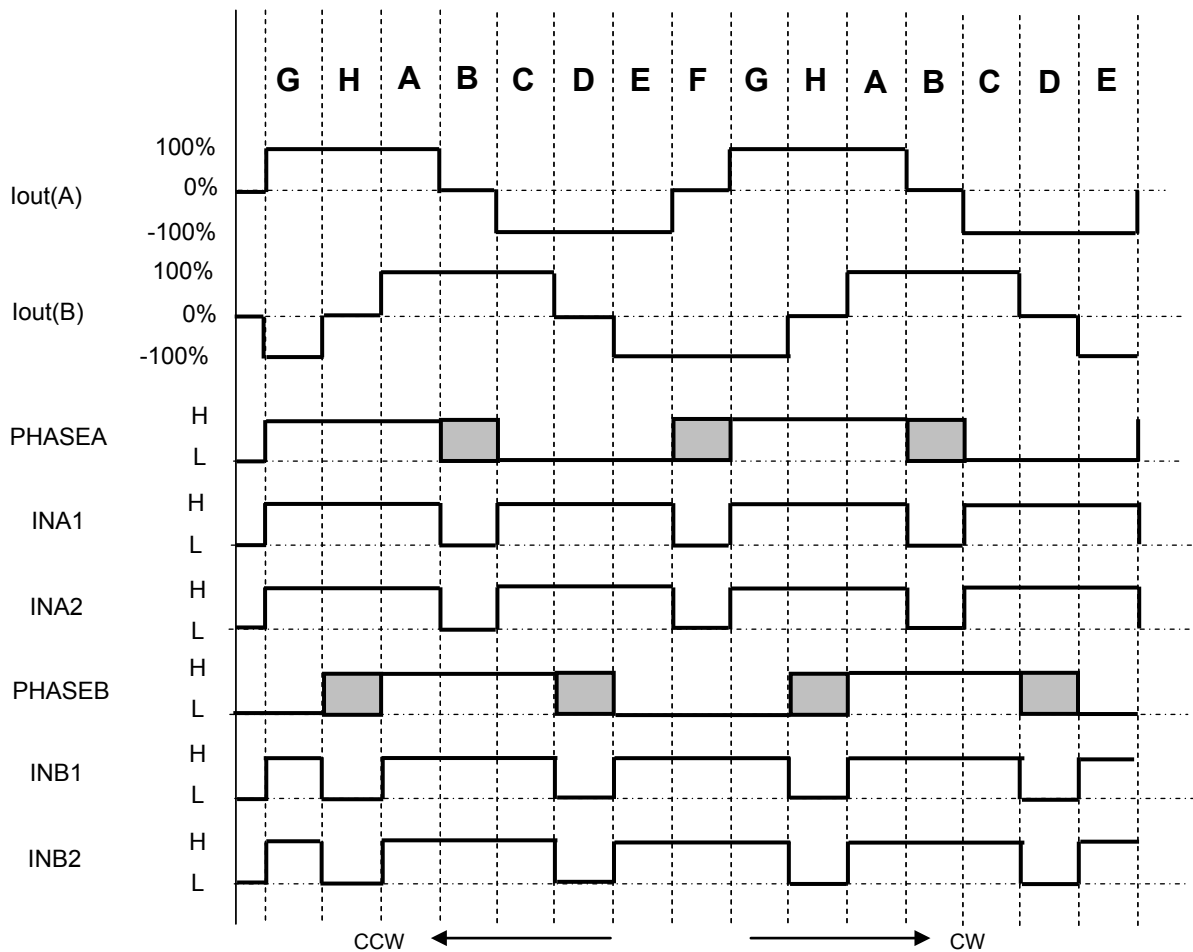 G H A B C D E F G H A B C D E
100%
Iout(A) 0%
-100%
100%
Iout(B) 0%
-100%
H
PHASEA
L
H
INA1
L
H
INA2
L
H
PHASEB
L
H
INB1
L
H
INB2
L
CCW CW